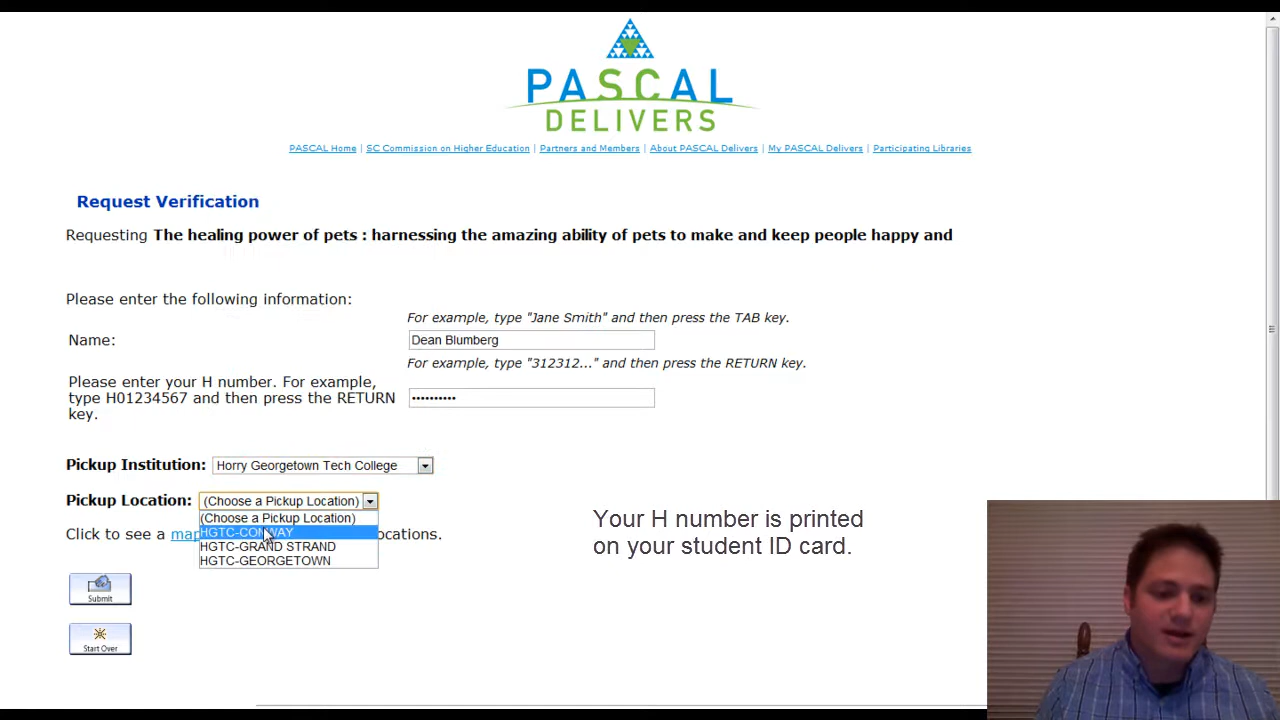 PASCAL
DELIVERS
PASCAL Home | SC Commission on Higher Education | Partners and Members | About PASCAL Delivers | My PASCAL Delivers | Participating Libraries
Request Verification
Requesting The healing power of pets : harnessing the amazing ability of pets to make and keep people happy and
Please enter the following information:
For example, type "Jane Smith" and then press the TAB key.
Name:
Dean Blumberg
For example, type "312312..." and then press the RETURN key.
Please enter your H number. For example,
type H01234567 and then press the RETURN
key.
••••••••••
Pickup Institution: Horry Georgetown Tech College
Pickup Location: (Choose a Pickup Location)
(Choose a Pickup Location)
HGTC-CONWAY
HGTC-GRAND STRAND
HGTC-GEORGETOWN
Click to see a map
Your H number is printed
on your student ID card.
Submit
Start Over